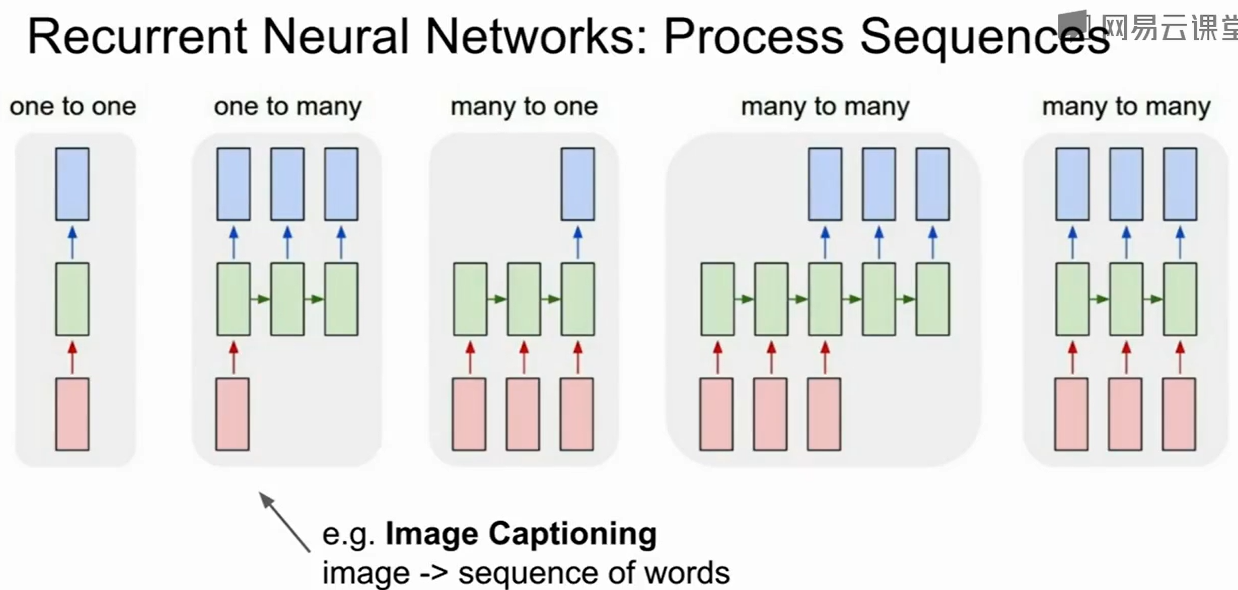 Recurrent Neural Networks: Process Sequences
网易云课堂
one to one
one to many
many to one
many to many
many to many
e.g. Image Captioning
image -> sequence of words